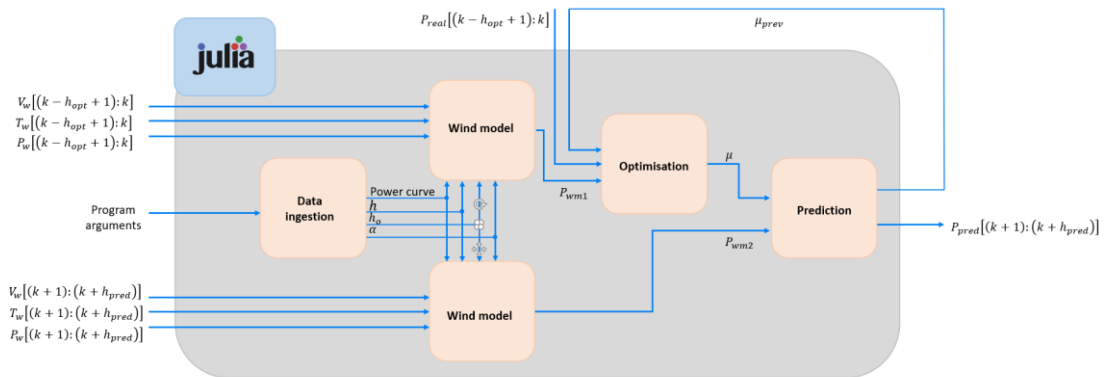 P_real[(k − h_opt + 1): k]
μ_prev
julia
V_w[(k − h_opt + 1): k]
T_w[(k − h_opt + 1): k]
P_w[(k − h_opt + 1): k]
Wind model
Optimisation
μ
P_wm1
Data
ingestion
Power curve
h
h_o
α
Program
arguments
Prediction
P_pred[(k + 1): (k + h_pred)]
P_wm2
V_w[(k + 1): (k + h_pred)]
T_w[(k + 1): (k + h_pred)]
P_w[(k + 1): (k + h_pred)]
Wind model